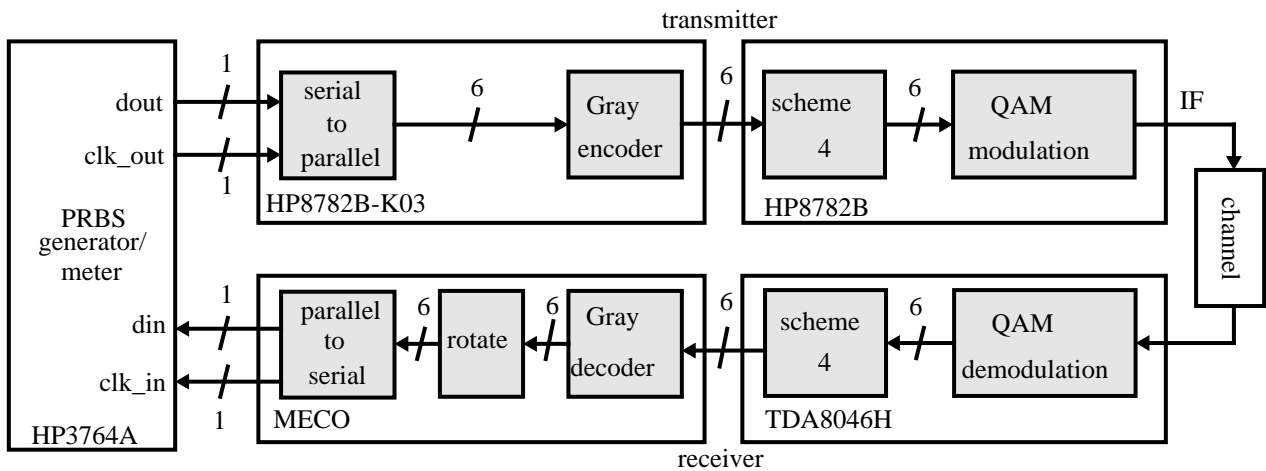 transmitter
dout
clk_out
PRBS
generator/
meter
din
clk_in
HP3764A
1
1
serial
to
parallel
6
Gray
encoder
HP8782B-K03
6
scheme
4
6
QAM
modulation
HP8782B
IF
channel
1
1
parallel
to
serial
6
rotate
6
Gray
decoder
MECO
6
scheme
4
6
QAM
demodulation
TDA8046H
receiver